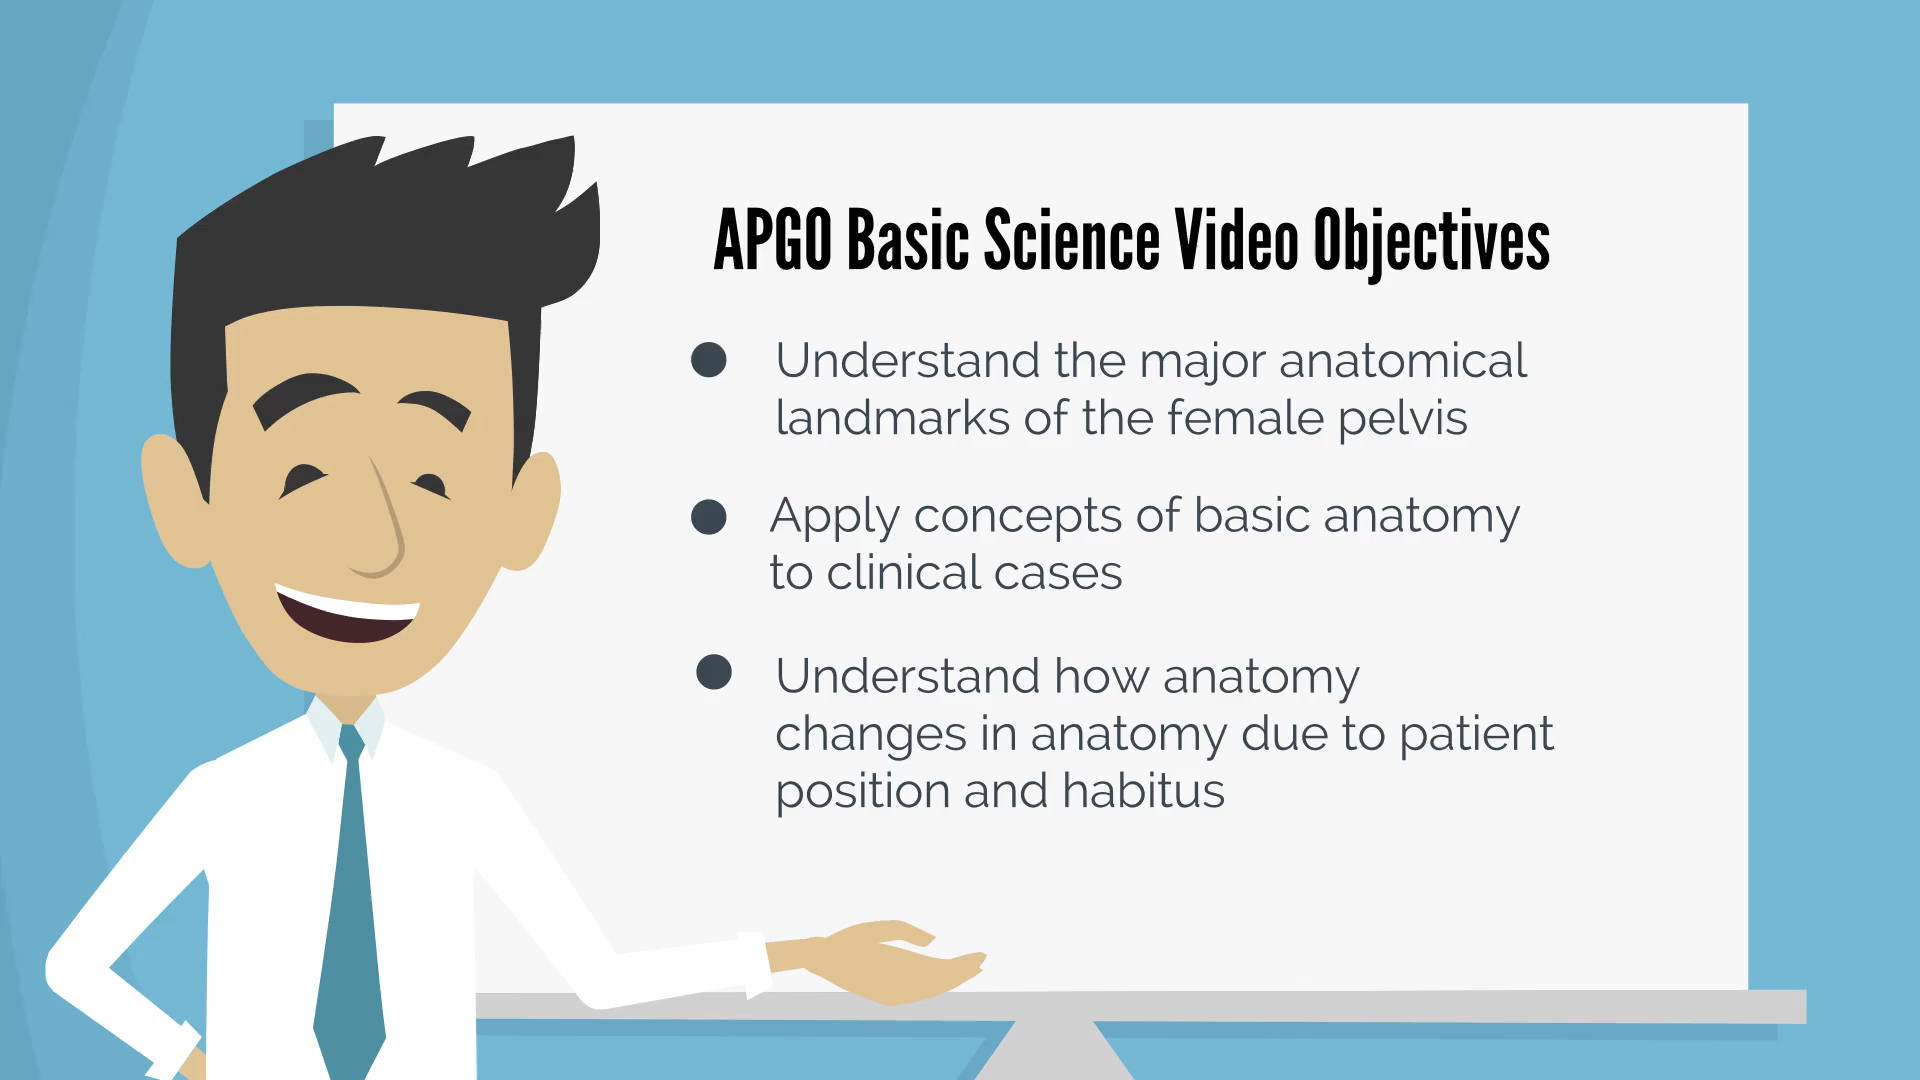 APGO Basic Science Video Objectives
Understand the major anatomical
landmarks of the female pelvis
Apply concepts of basic anatomy
to clinical cases
Understand how anatomy
changes in anatomy due to patient
position and habitus